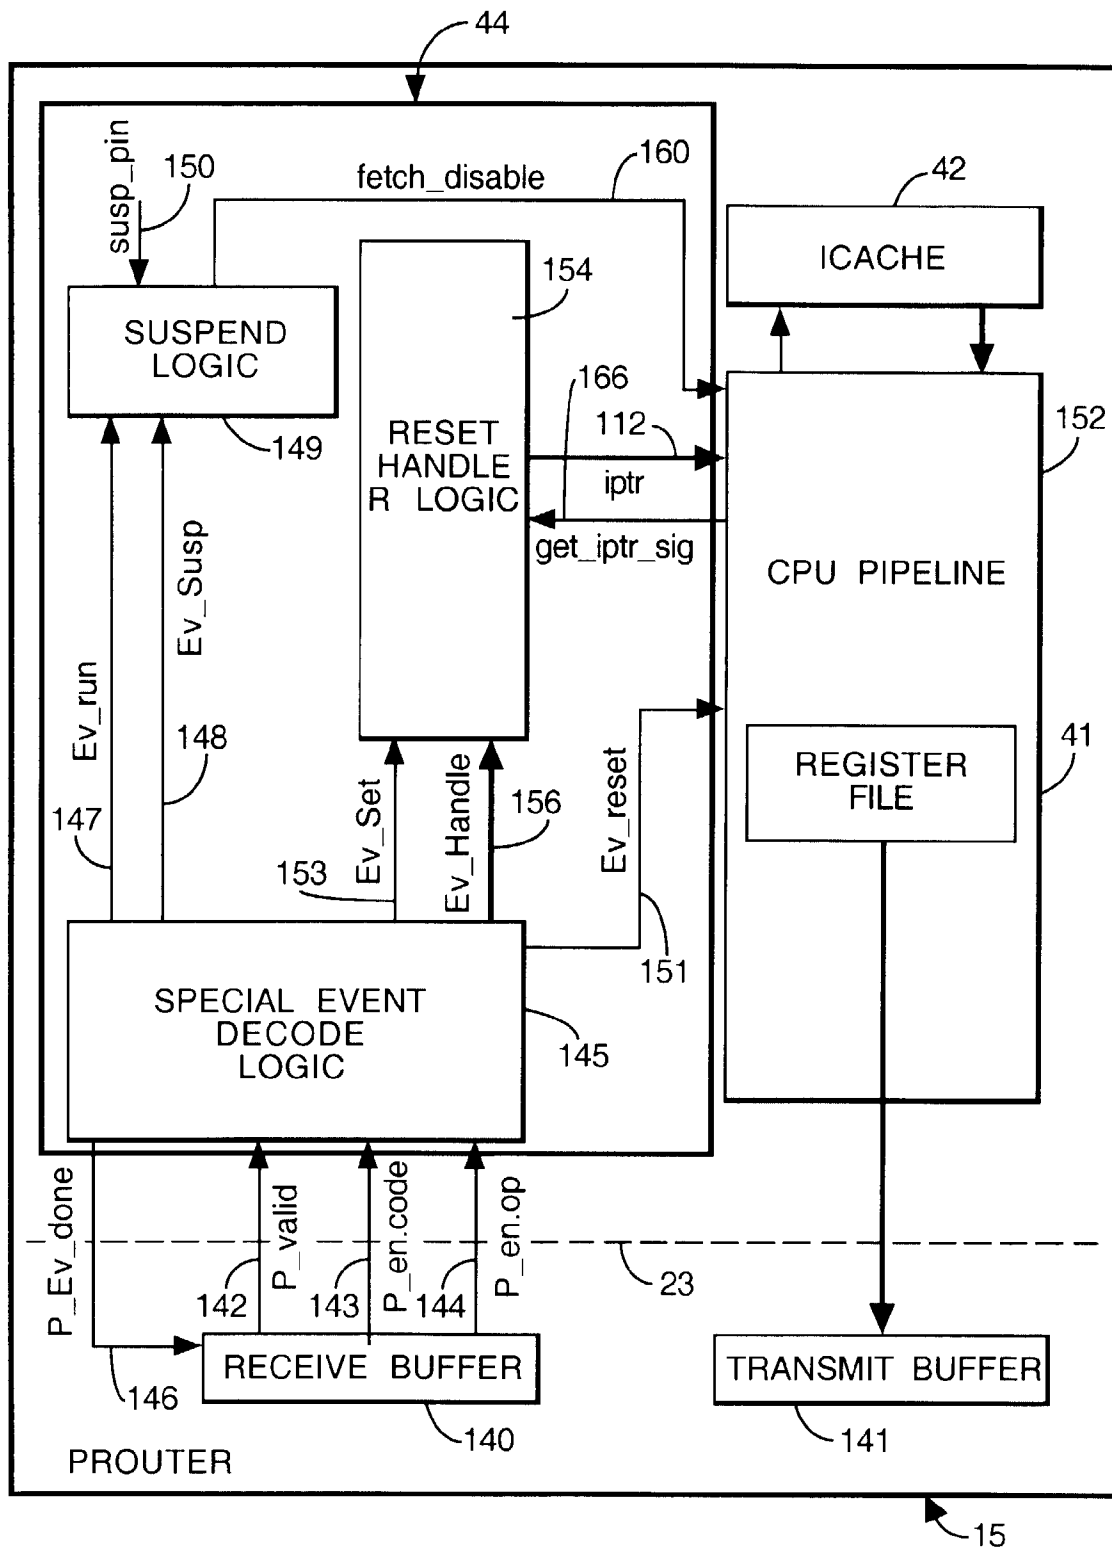 44
susp_pin
150
fetch_disable
160
42
ICACHE
154
SUSPEND
LOGIC
149
166
RESET
HANDLE
R LOGIC
112
iptr
get_iptr_sig
152
CPU PIPELINE
Ev_run
Ev_Susp
148
147
REGISTER
FILE
41
Ev_Set
Ev_Handle
156
153
Ev_reset
151
SPECIAL EVENT
DECODE
LOGIC
145
P_Ev_done
P_valid
P_en.code
P_en.op
142
143
144
23
146
RECEIVE BUFFER
140
TRANSMIT BUFFER
141
PROUTER
15